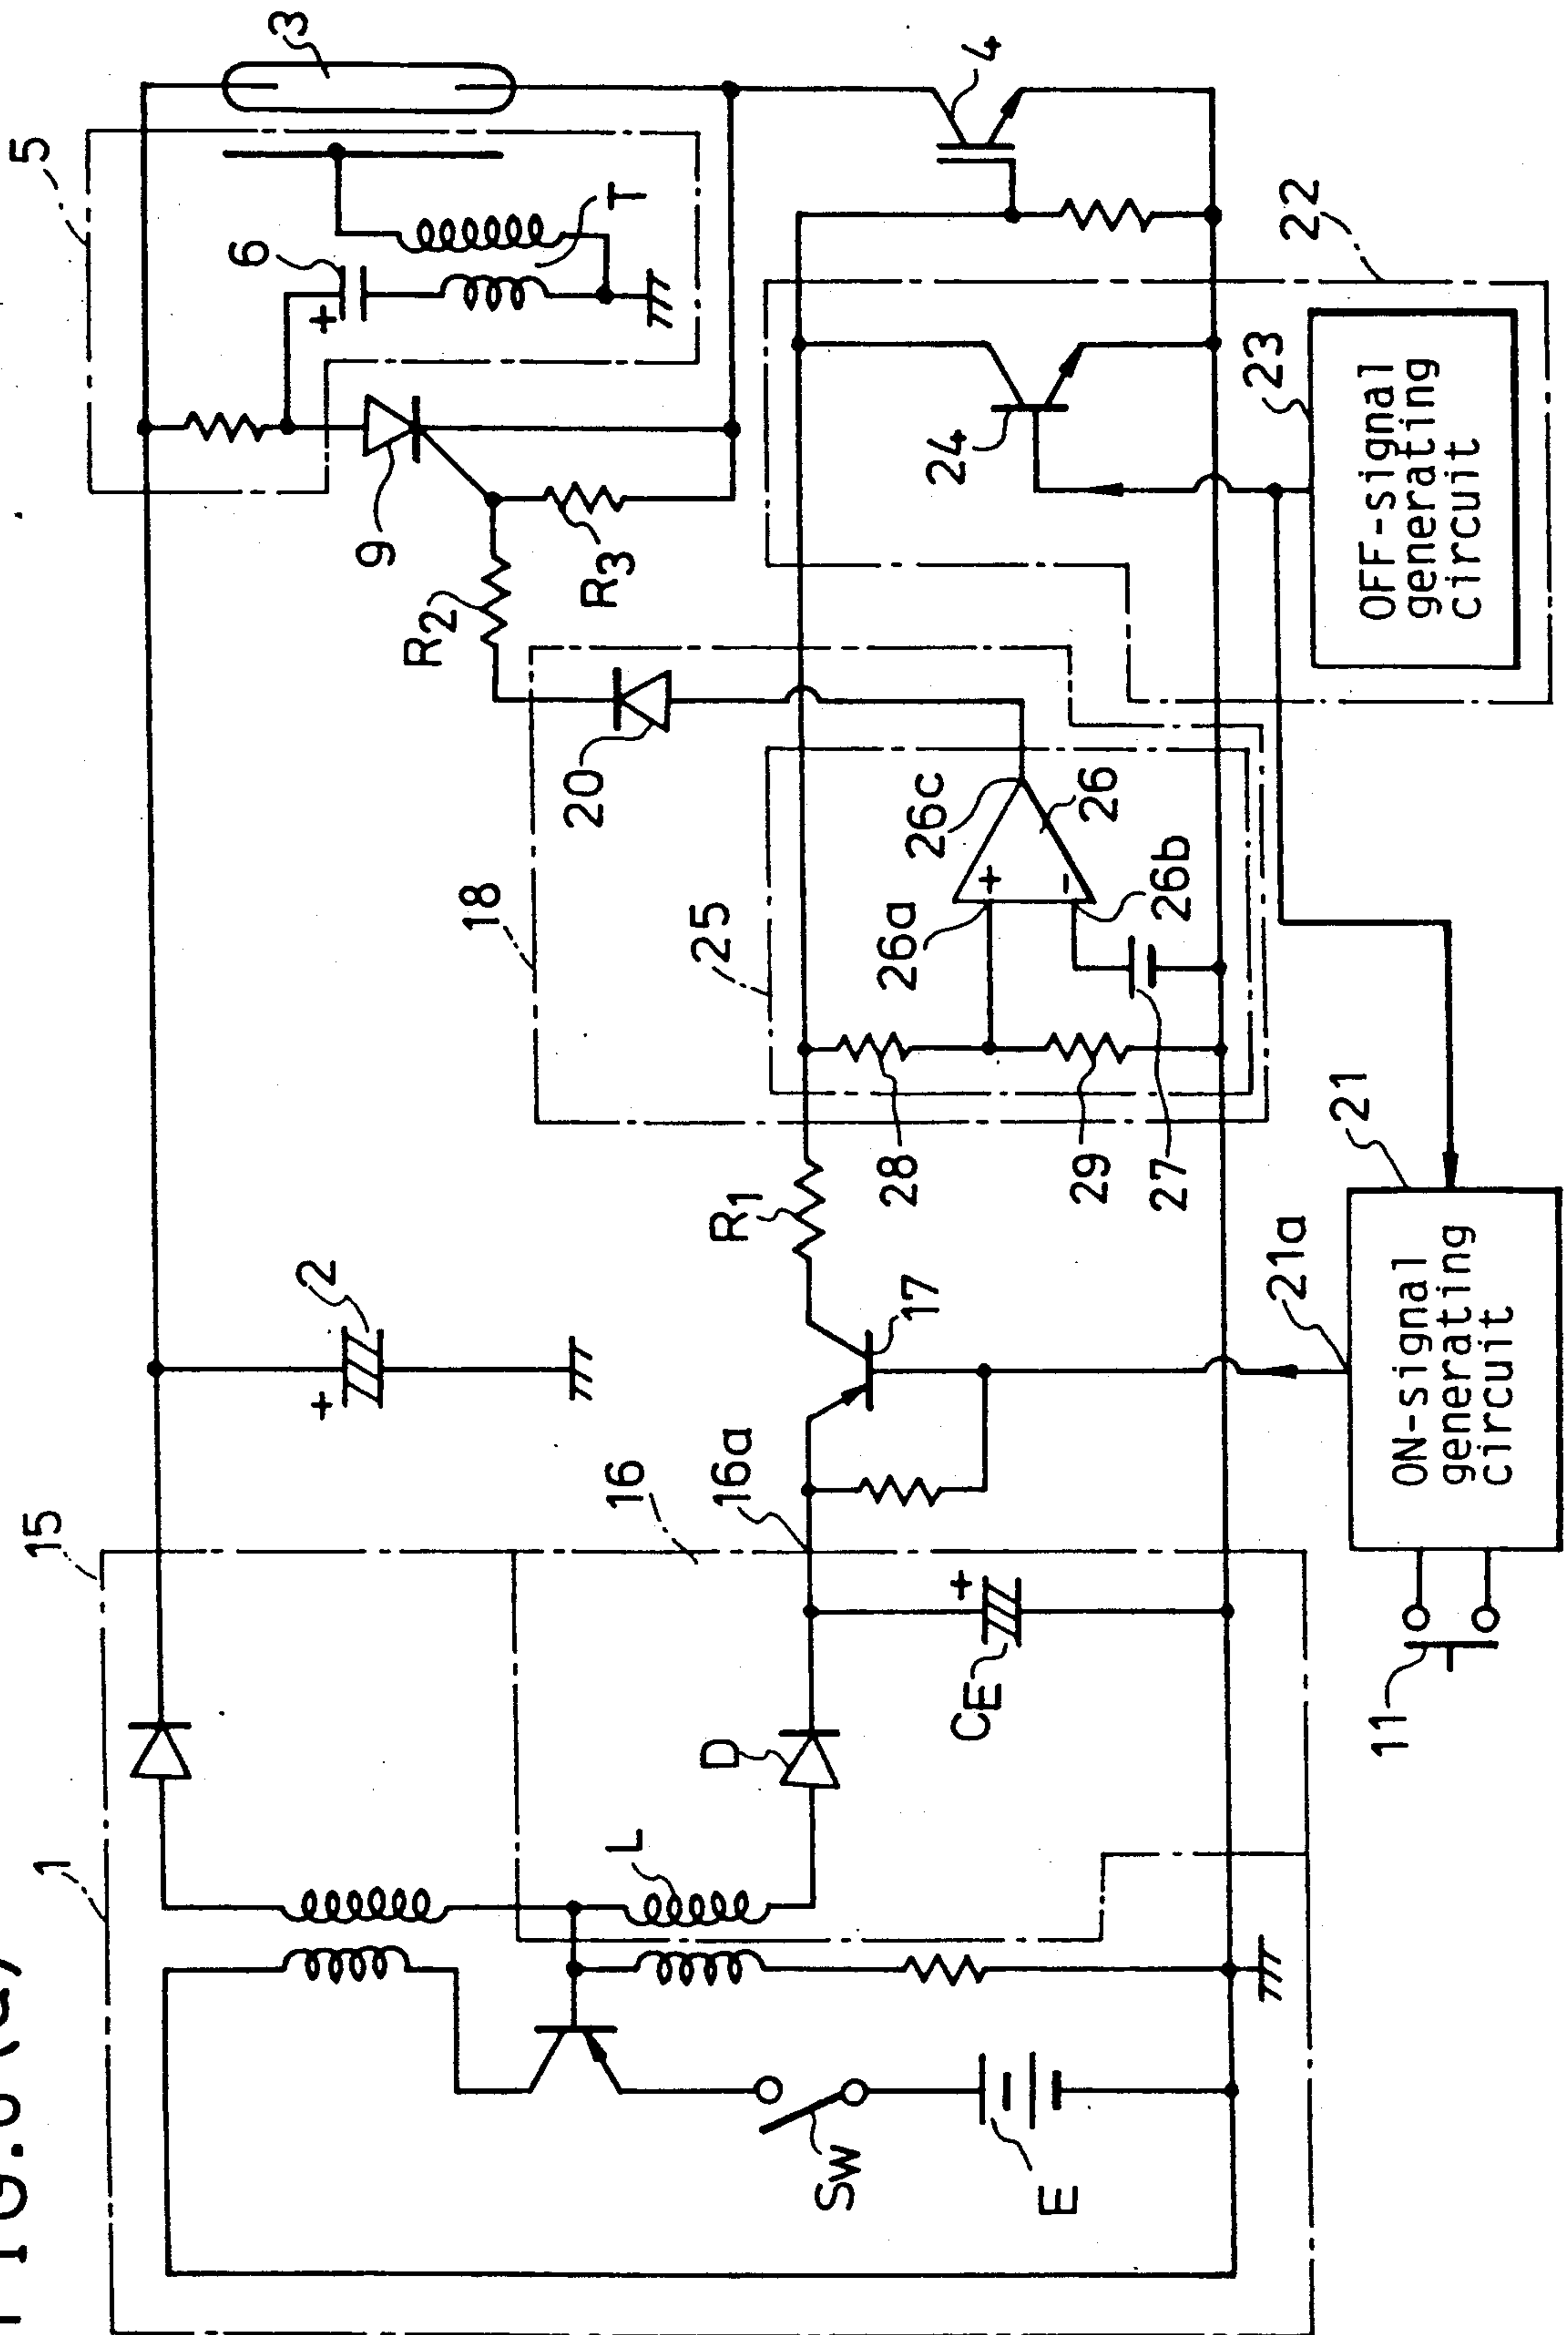 15
1
16
16a
L
D
CE
SW
E
+
2
17
R1
21a
21
ON-signal
generating
circuit
11
18
25
28
29
27
26a
26b
26c
26
+
-
20
R2
R3
9
5
6
+
T
3
4
22
24
23
OFF-signal
generating
circuit
+